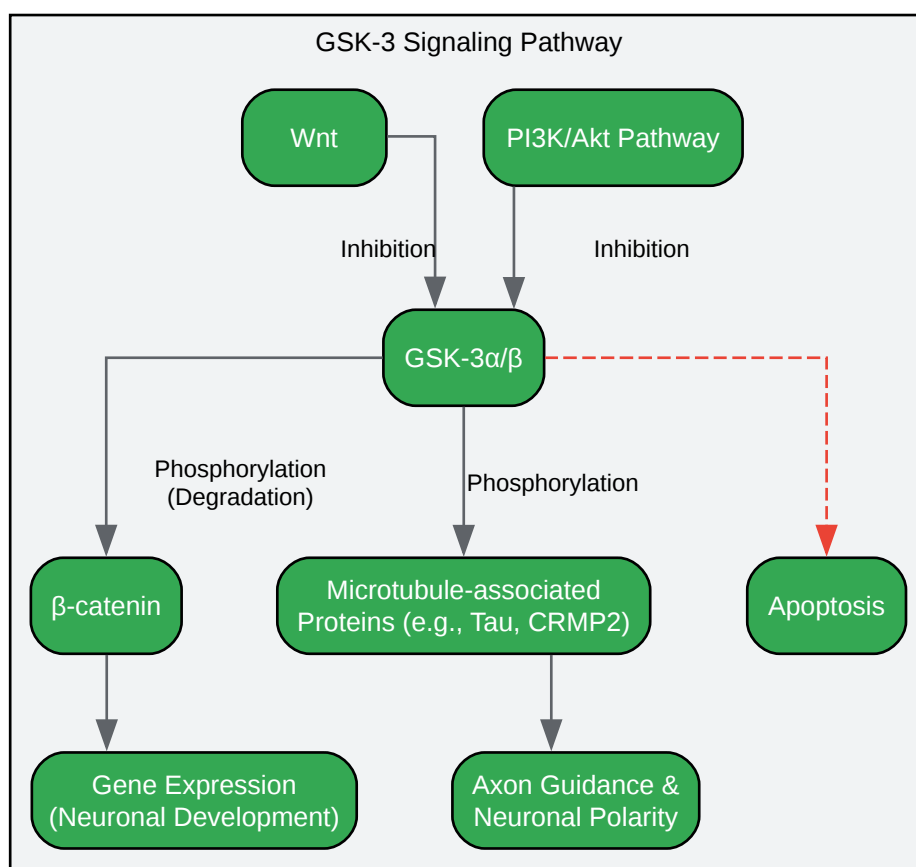 GSK-3 Signaling Pathway
Wnt
PI3K/Akt Pathway
Inhibition
Inhibition
GSK-3α/β
Phosphorylation
(Degradation)
Phosphorylation
β-catenin
Microtubule-associated
Proteins (e.g., Tau, CRMP2)
Apoptosis
Gene Expression
(Neuronal Development)
Axon Guidance &
Neuronal Polarity